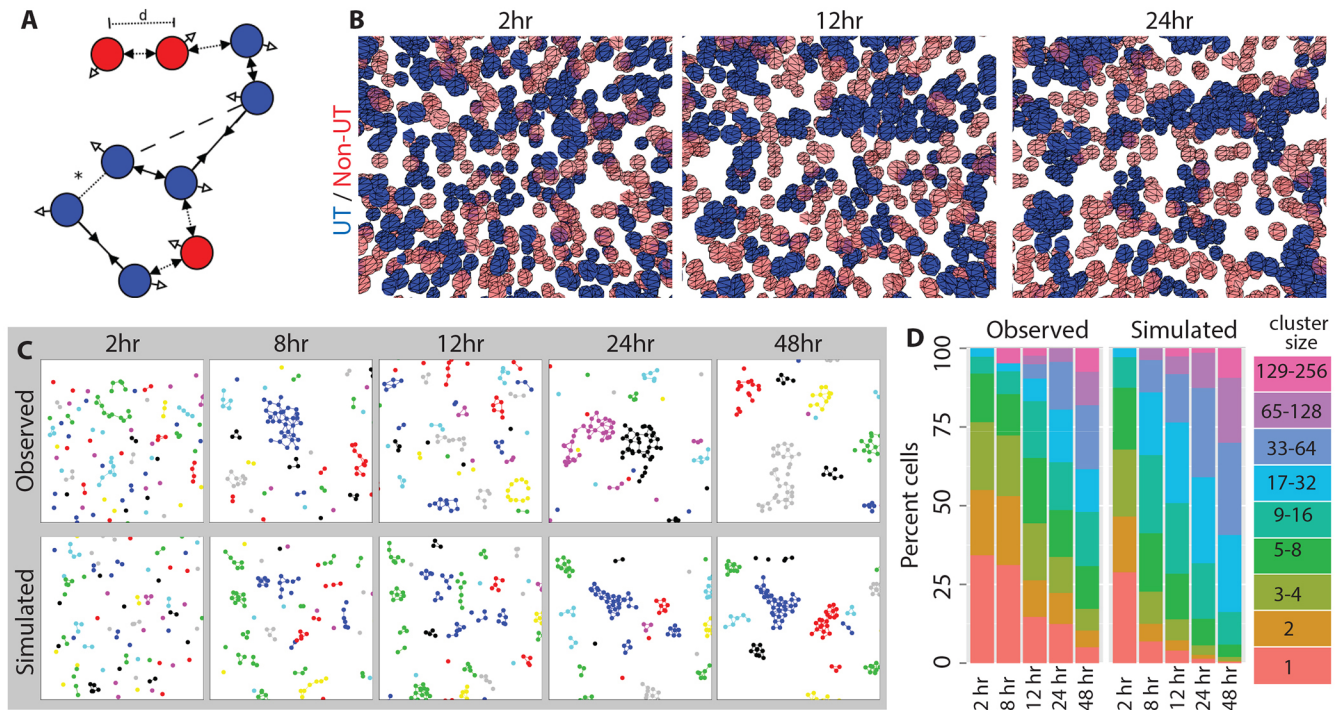 A
d
*
B
2hr
12hr
24hr
UT / Non-UT
C
2hr
8hr
12hr
24hr
48hr
Observed
Simulated
D
Observed
Simulated
Percent cells
100
75
50
25
0
2 hr
8 hr
12 hr
24 hr
48 hr
2 hr
8 hr
12 hr
24 hr
48 hr
cluster
size
129-256
65-128
33-64
17-32
9-16
5-8
3-4
2
1